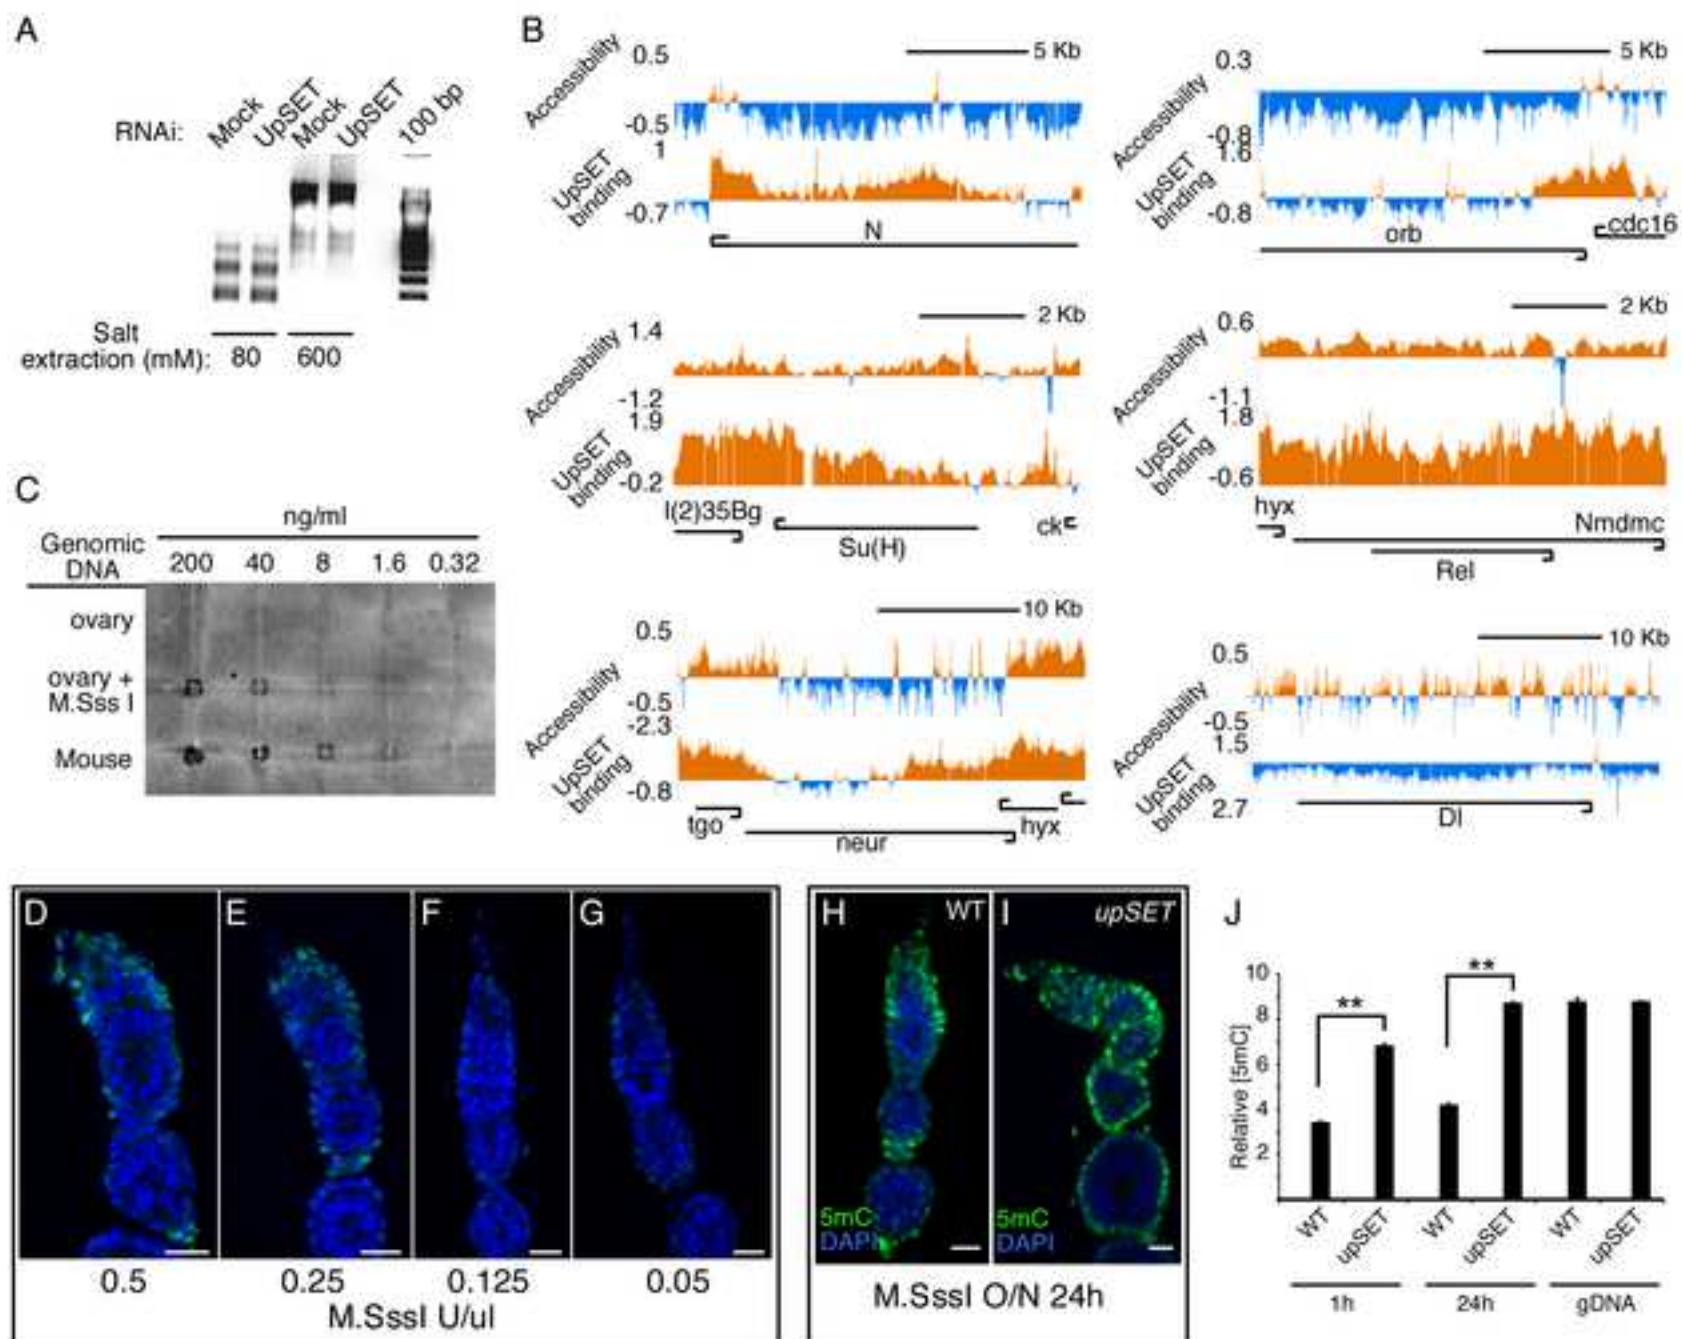 A
RNAi: Mock UpSET Mock UpSET 100 bp
Salt
extraction (mM): 80 600
B
Accessibility 0.5 -0.5 5 Kb
UpSET binding 1 -0.7
N
Accessibility 0.3 -0.8 5 Kb
UpSET binding 1.6 -0.8
orb cdc16
Accessibility 1.4 -1.2 2 Kb
UpSET binding 1.9 -0.2
l(2)35Bg Su(H) ck
Accessibility 0.6 -1.1 2 Kb
UpSET binding 1.8 -0.6
hyx Rel Nmdmc
Accessibility 0.5 -0.5 10 Kb
UpSET binding -2.3 -0.8
tgo neur hyx
Accessibility 0.5 -0.5 10 Kb
UpSET binding 1.5 2.7
Dl
C
ng/ml
Genomic
DNA 200 40 8 1.6 0.32
ovary
ovary +
M.Sss I
Mouse
D E F G
0.5 0.25 0.125 0.05
M.SssI U/ul
H WT I upSET
5mC 5mC
DAPI DAPI
M.SssI O/N 24h
J
Relative [5mC]
10
8
6
4
2
** **
WT upSET WT upSET WT upSET
1h 24h gDNA